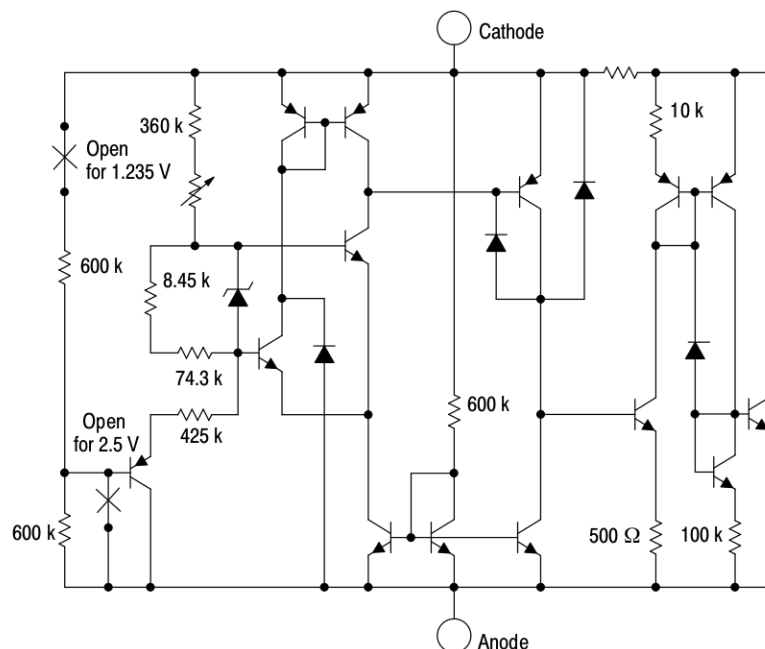 Cathode
360 k
Open
for 1.235 V
10 k
600 k
8.45 k
74.3 k
600 k
425 k
Open
for 2.5 V
600 k
500 Ω
100 k
Anode